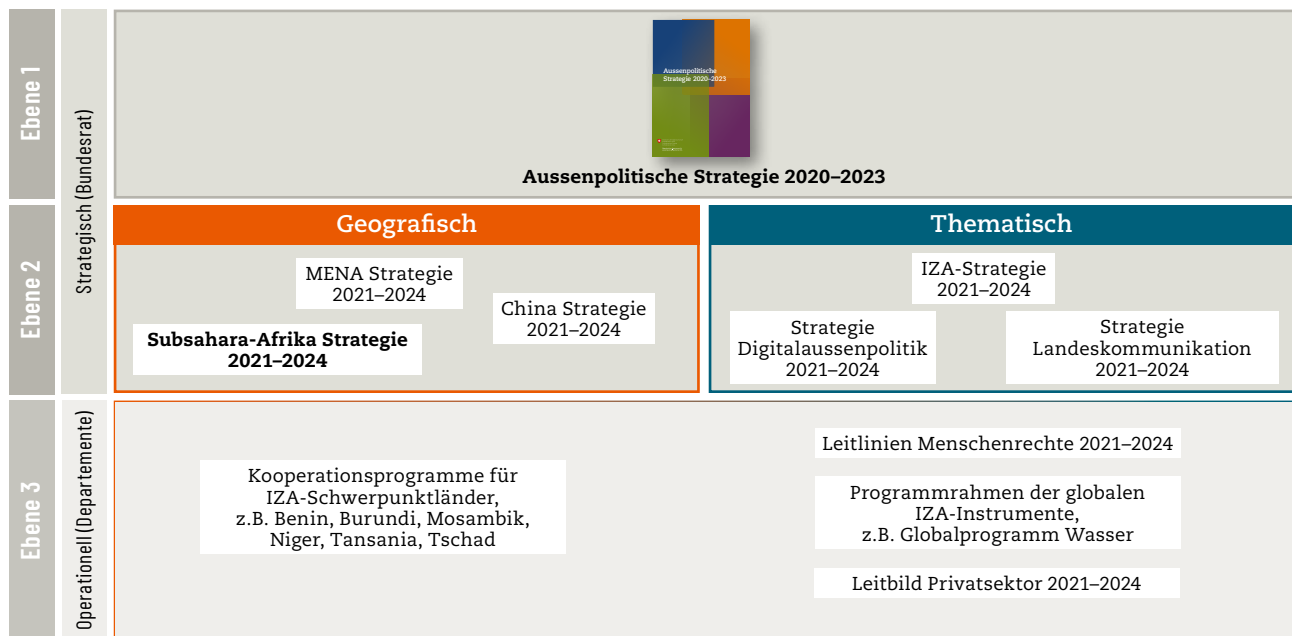 Ebene 1
Strategisch (Bundesrat)
Aussenpolitische
Strategie 2020–2023
Aussenpolitische Strategie 2020–2023
Ebene 2
Geografisch
MENA Strategie
2021–2024
China Strategie
2021–2024
Subsahara-Afrika Strategie
2021–2024
Thematisch
IZA-Strategie
2021–2024
Strategie
Digitalaussenpolitik
2021–2024
Strategie
Landeskommunikation
2021–2024
Ebene 3
Operationell (Departemente)
Kooperationsprogramme für
IZA-Schwerpunktländer,
z.B. Benin, Burundi, Mosambik,
Niger, Tansania, Tschad
Leitlinien Menschenrechte 2021–2024
Programmrahmen der globalen
IZA-Instrumente,
z.B. Globalprogramm Wasser
Leitbild Privatsektor 2021–2024